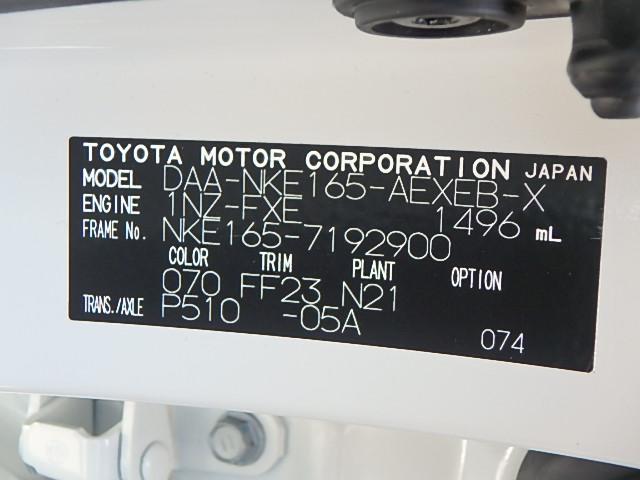 TOYOTA MOTOR CORPORATION JAPAN
MODEL DAA-NKE165-AEXEB-X
ENGINE 1NZ-FXE 1496 mL
FRAME No. NKE165-7192900
COLOR TRIM PLANT OPTION
070 FF23 N21
TRANS./AXLE P510 -05A
074